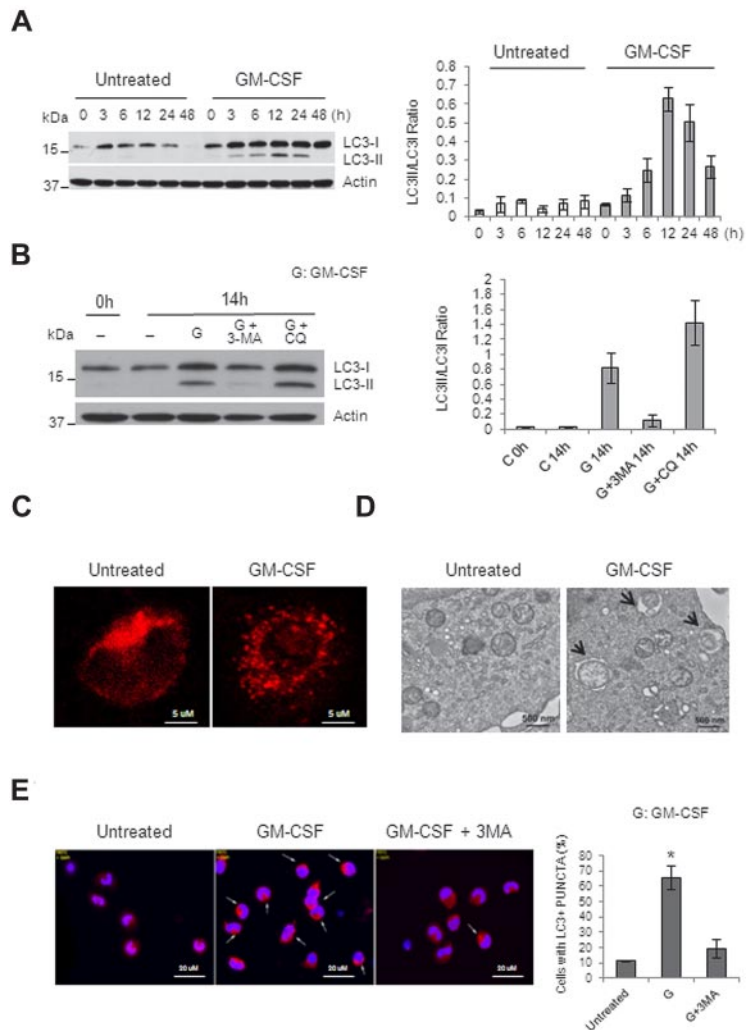 A
Untreated GM-CSF
0 3 6 12 24 48 0 3 6 12 24 48 (h)
kDa
15
LC3-I
LC3-II
37
Actin
LC3II/LC3I Ratio
0.8
0.7
0.6
0.5
0.4
0.3
0.2
0.1
0
Untreated GM-CSF
0 3 6 12 24 48 0 3 6 12 24 48 (h)
B
G: GM-CSF
0h 14h
kDa
– – G G + 3-MA G + CQ
15
LC3-I
LC3-II
37
Actin
LC3II/LC3I Ratio
2
1.8
1.6
1.4
1.2
1
0.8
0.6
0.4
0.2
0
C 0h
C 14h
G 14h
G+3MA 14h
G+CQ 14h
C
Untreated GM-CSF
5 uM 5 uM
D
Untreated GM-CSF
500 nm 500 nm
E
Untreated GM-CSF GM-CSF + 3MA
20 uM 20 uM 20 uM
G: GM-CSF
Cells with LC3+ PUNCTA (%)
80
70
60
50
40
30
20
10
0
*
Untreated
G
G+3MA